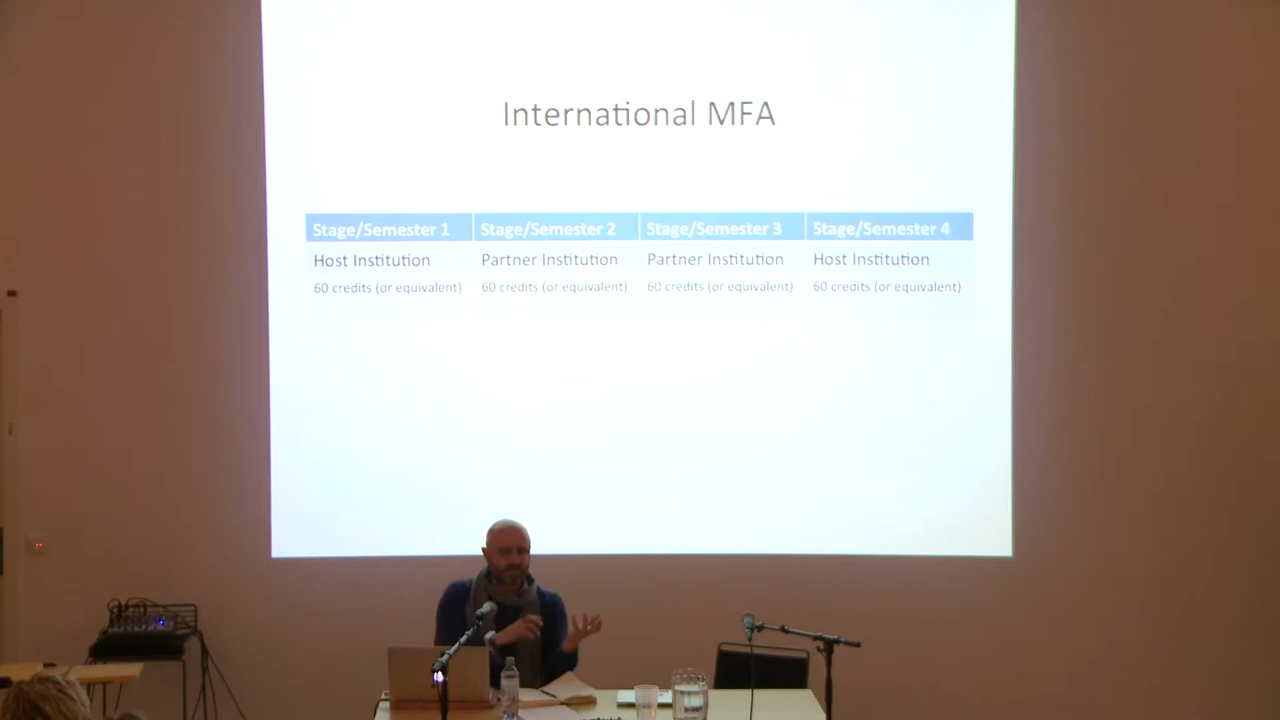 International MFA
Stage/Semester 1 Stage/Semester 2 Stage/Semester 3 Stage/Semester 4
Host Institution Partner Institution Partner Institution Host Institution
60 credits (or equivalent) 60 credits (or equivalent) 60 credits (or equivalent) 60 credits (or equivalent)